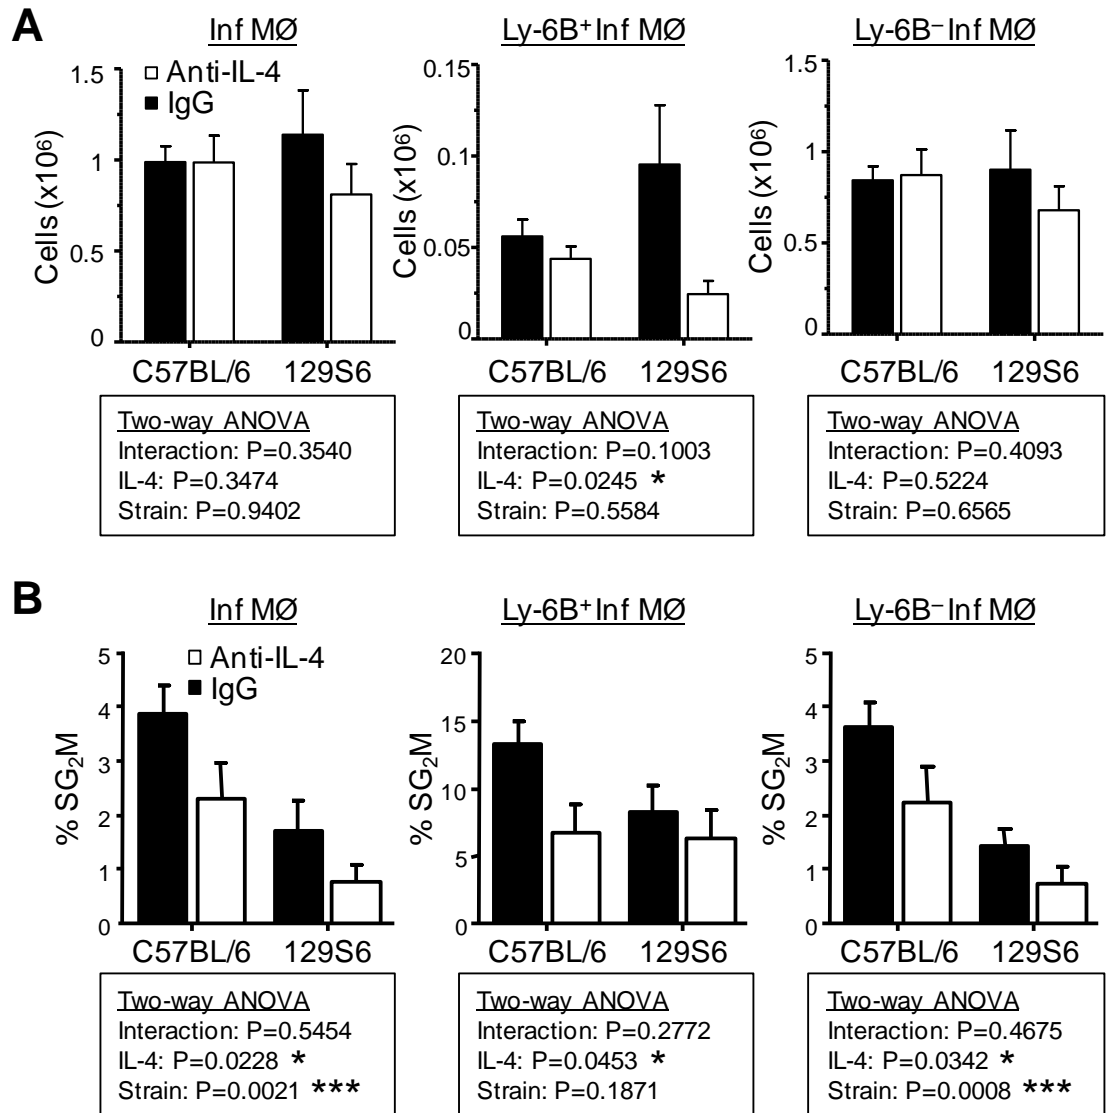 A
Inf MØ
Anti-IL-4
IgG
Cells (x10⁶)
1.5
1
0.5
0
C57BL/6 129S6
Two-way ANOVA
Interaction: P=0.3540
IL-4: P=0.3474
Strain: P=0.9402
Ly-6B⁺Inf MØ
Cells (x10⁶)
0.15
0.1
0.05
0
C57BL/6 129S6
Two-way ANOVA
Interaction: P=0.1003
IL-4: P=0.0245 *
Strain: P=0.5584
Ly-6B⁻Inf MØ
Cells (x10⁶)
1.5
1
0.5
0
C57BL/6 129S6
Two-way ANOVA
Interaction: P=0.4093
IL-4: P=0.5224
Strain: P=0.6565
B
Inf MØ
Anti-IL-4
IgG
% SG₂M
5
4
3
2
1
0
C57BL/6 129S6
Two-way ANOVA
Interaction: P=0.5454
IL-4: P=0.0228 *
Strain: P=0.0021 ***
Ly-6B⁺Inf MØ
% SG₂M
20
15
10
5
0
C57BL/6 129S6
Two-way ANOVA
Interaction: P=0.2772
IL-4: P=0.0453 *
Strain: P=0.1871
Ly-6B⁻Inf MØ
% SG₂M
5
4
3
2
1
0
C57BL/6 129S6
Two-way ANOVA
Interaction: P=0.4675
IL-4: P=0.0342 *
Strain: P=0.0008 ***